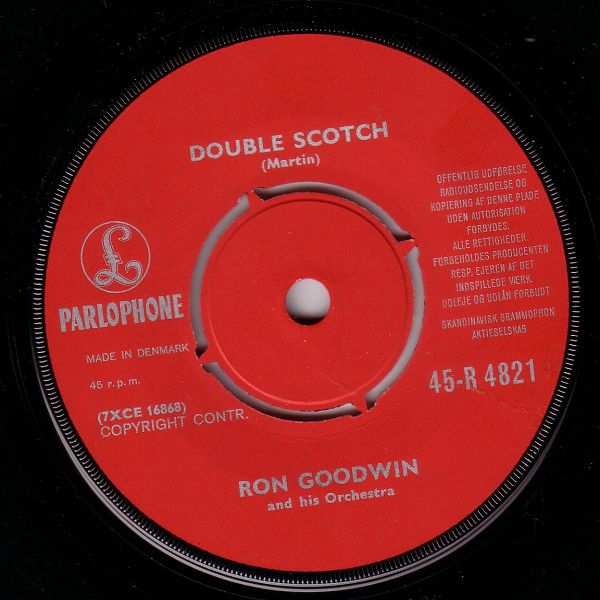 DOUBLE SCOTCH
(Martin)
OFFENTLIG UDFØRELSE
RADIOUDSENDELSE OG
KOPIERING AF DENNE PLADE
UDEN AUTORISATION
FORBYDES.
ALLE RETTIGHEDER
FORBEHOLDES PRODUCENTEN
RESP. EJEREN AF DET
INDSPILLEDE VÆRK.
UDLEJE OG UDLÅN FORBUDT
SKANDINAVISK GRAMMOPHON
AKTIESELSKAB
£
PARLOPHONE
MADE IN DENMARK
45 r.p.m.
(7XCE 16868)
COPYRIGHT CONTR.
45-R 4821
RON GOODWIN
and his Orchestra